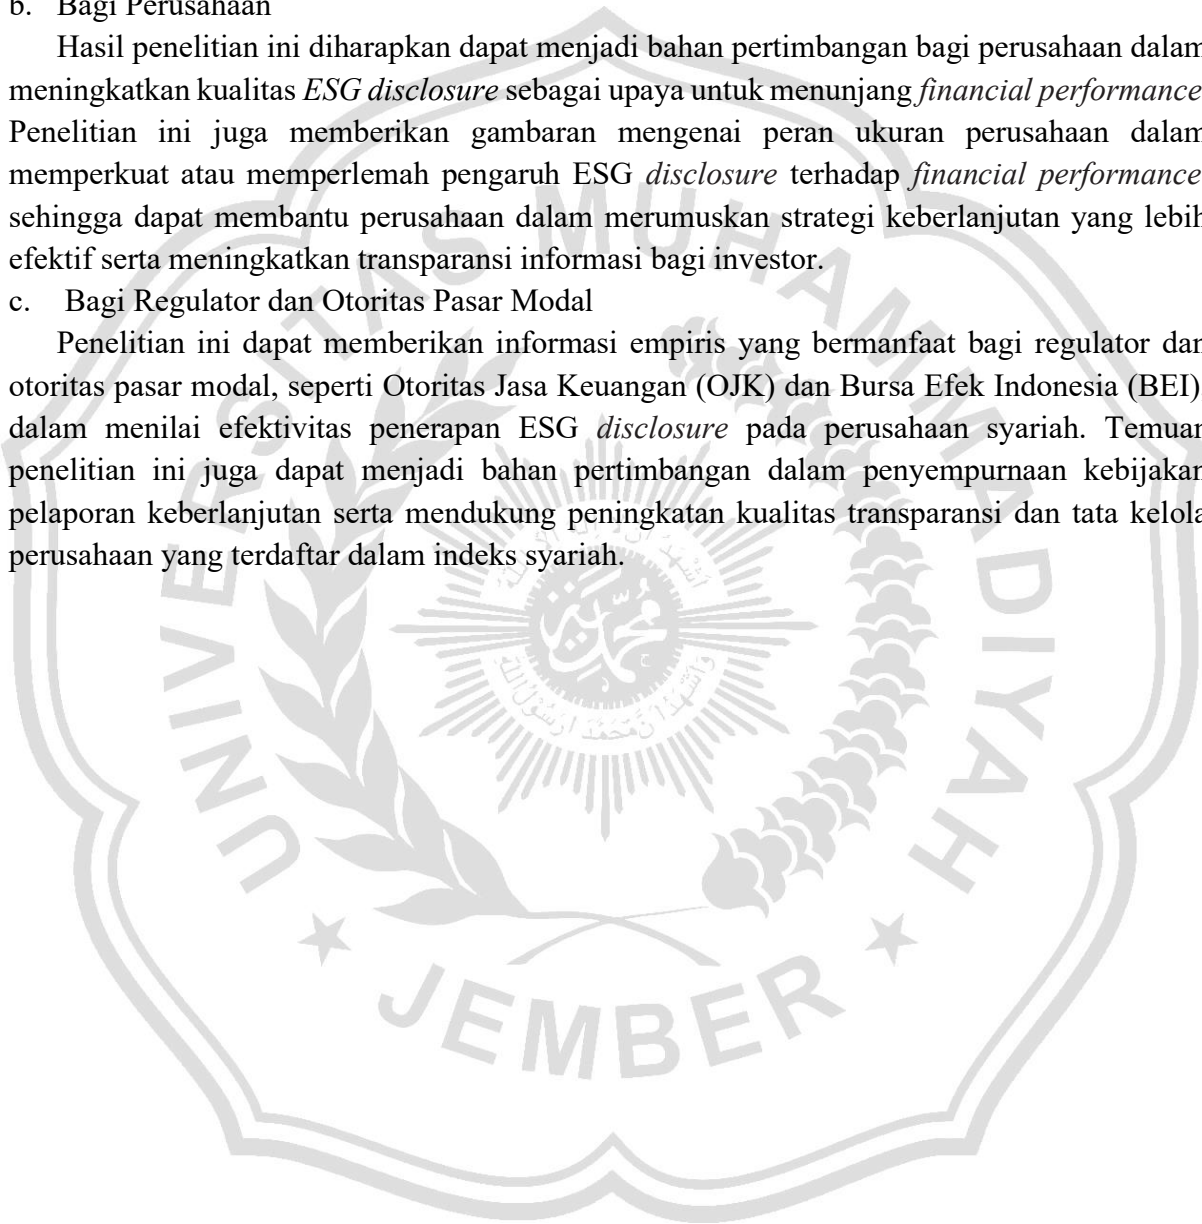 b. Bagi Perusahaan
Hasil penelitian ini diharapkan dapat menjadi bahan pertimbangan bagi perusahaan dalam
meningkatkan kualitas ESG disclosure sebagai upaya untuk menunjang financial performance
Penelitian ini juga memberikan gambaran mengenai peran ukuran perusahaan dalam
memperkuat atau memperlemah pengaruh ESG disclosure terhadap financial performance
sehingga dapat membantu perusahaan dalam merumuskan strategi keberlanjutan yang lebih
efektif serta meningkatkan transparansi informasi bagi investor.
c. Bagi Regulator dan Otoritas Pasar Modal
Penelitian ini dapat memberikan informasi empiris yang bermanfaat bagi regulator dan
otoritas pasar modal, seperti Otoritas Jasa Keuangan (OJK) dan Bursa Efek Indonesia (BEI)
dalam menilai efektivitas penerapan ESG disclosure pada perusahaan syariah. Temuan
penelitian ini juga dapat menjadi bahan pertimbangan dalam penyempurnaan kebijakan
pelaporan keberlanjutan serta mendukung peningkatan kualitas transparansi dan tata kelola
perusahaan yang terdaftar dalam indeks syariah.
UNIVERSITAS MUHAMMADIYAH
JEMBER